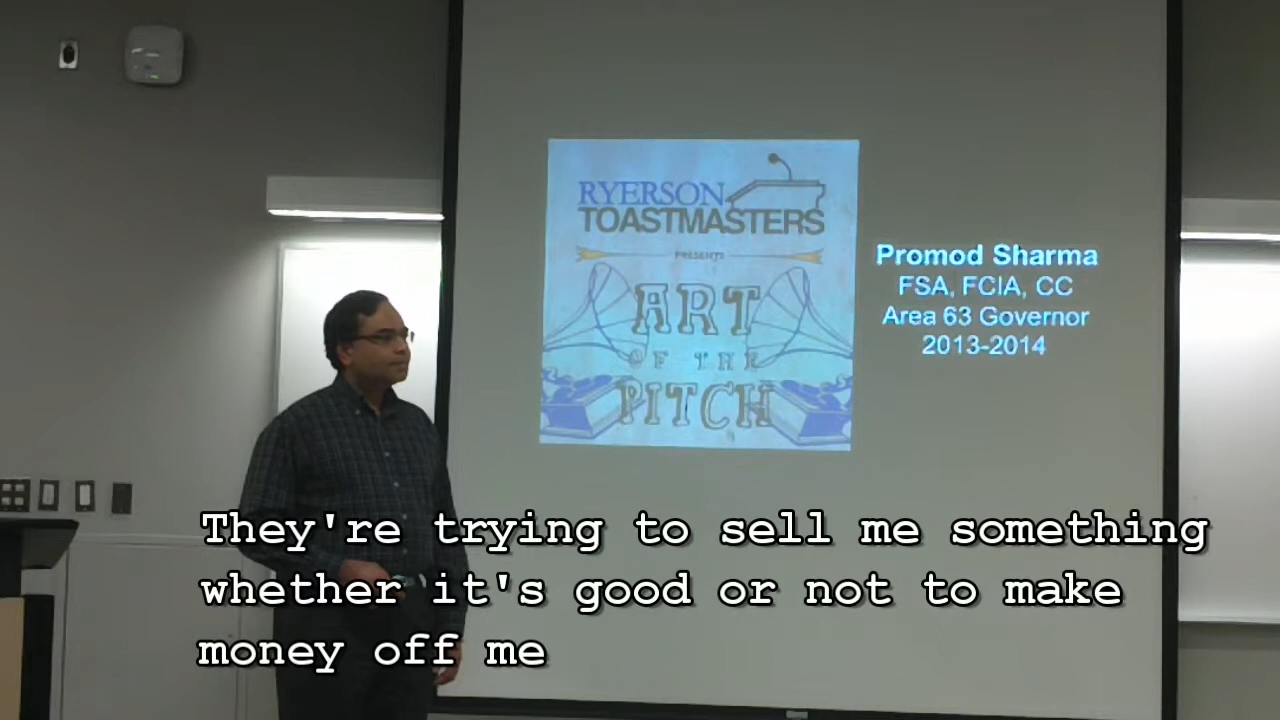 RYERSON
TOASTMASTERS
PRESENTS
ART
OF THE
PITCH
Promod Sharma
FSA, FCIA, CC
Area 63 Governor
2013-2014
They're trying to sell me something
whether it's good or not to make
money off me